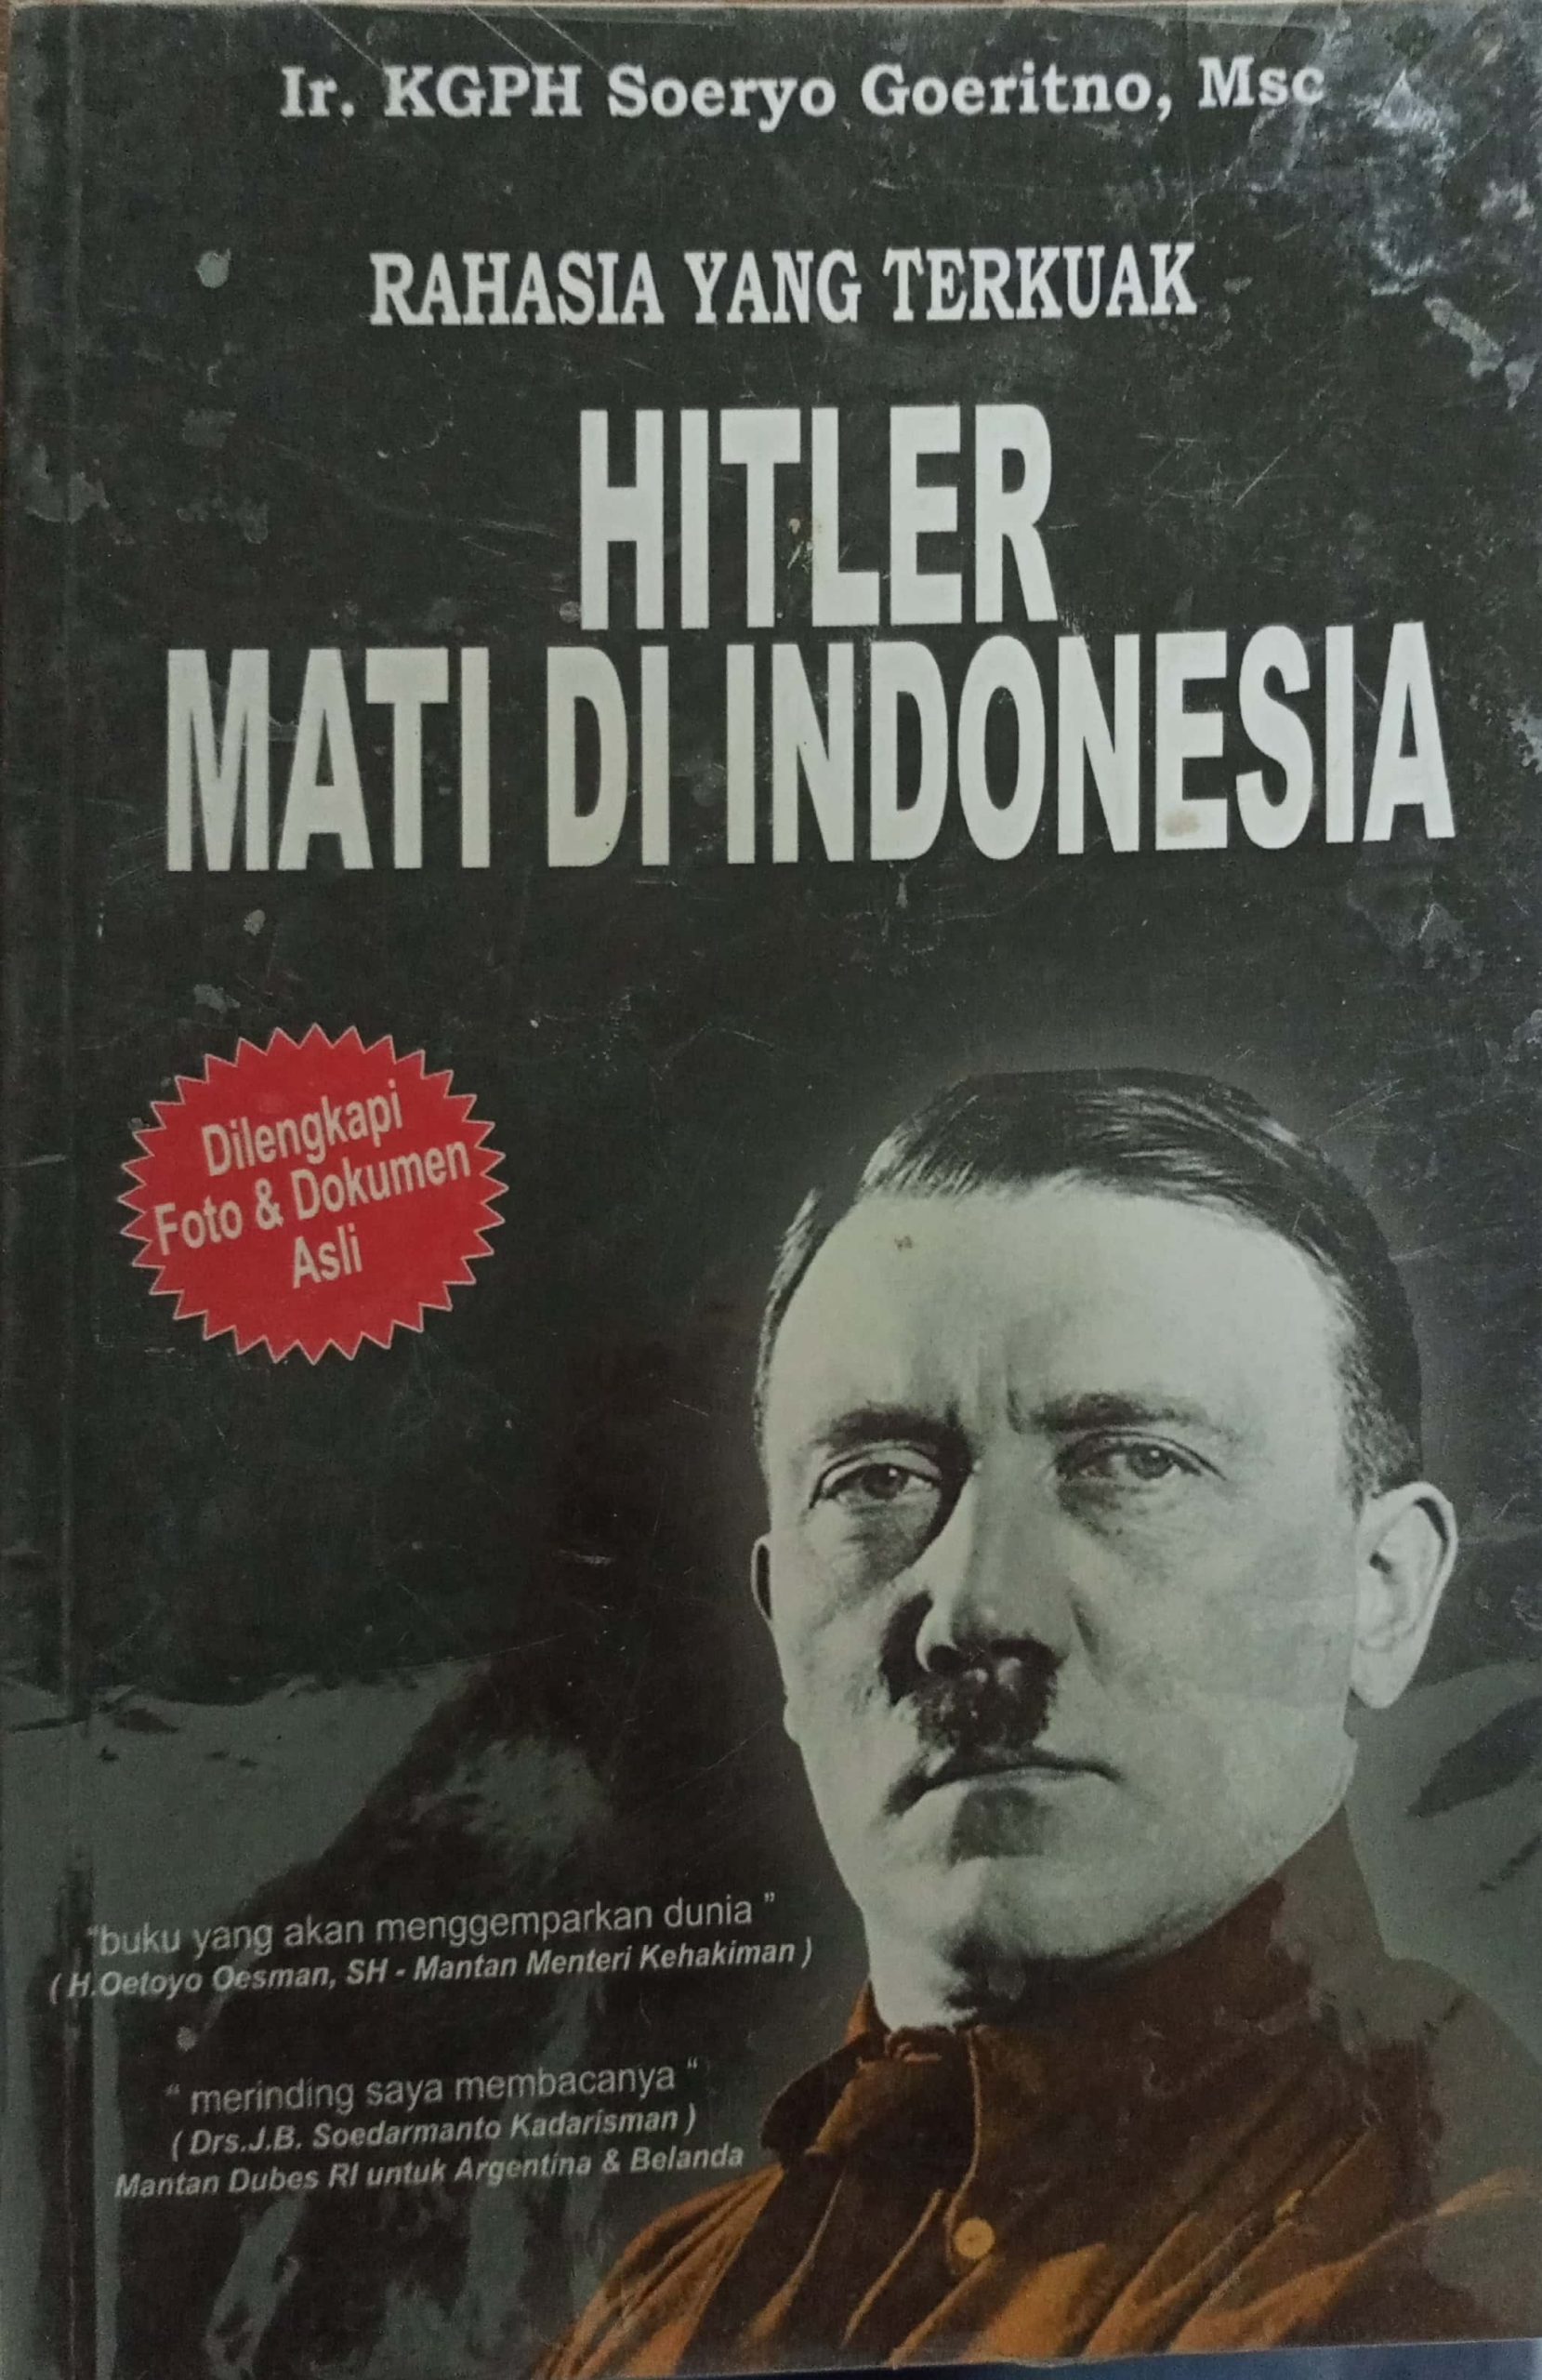 Ir. KGPH Soeryo Goeritno, Msc
RAHASIA YANG TERKUAK
HITLER
MATI DI INDONESIA
Dilengkapi
Foto & Dokumen
Asli
"buku yang akan menggemparkan dunia"
( H.Oetoyo Oesman, SH - Mantan Menteri Kehakiman )
" merinding saya membacanya "
( Drs.J.B. Soedarmanto Kadarisman )
Mantan Dubes RI untuk Argentina & Belanda